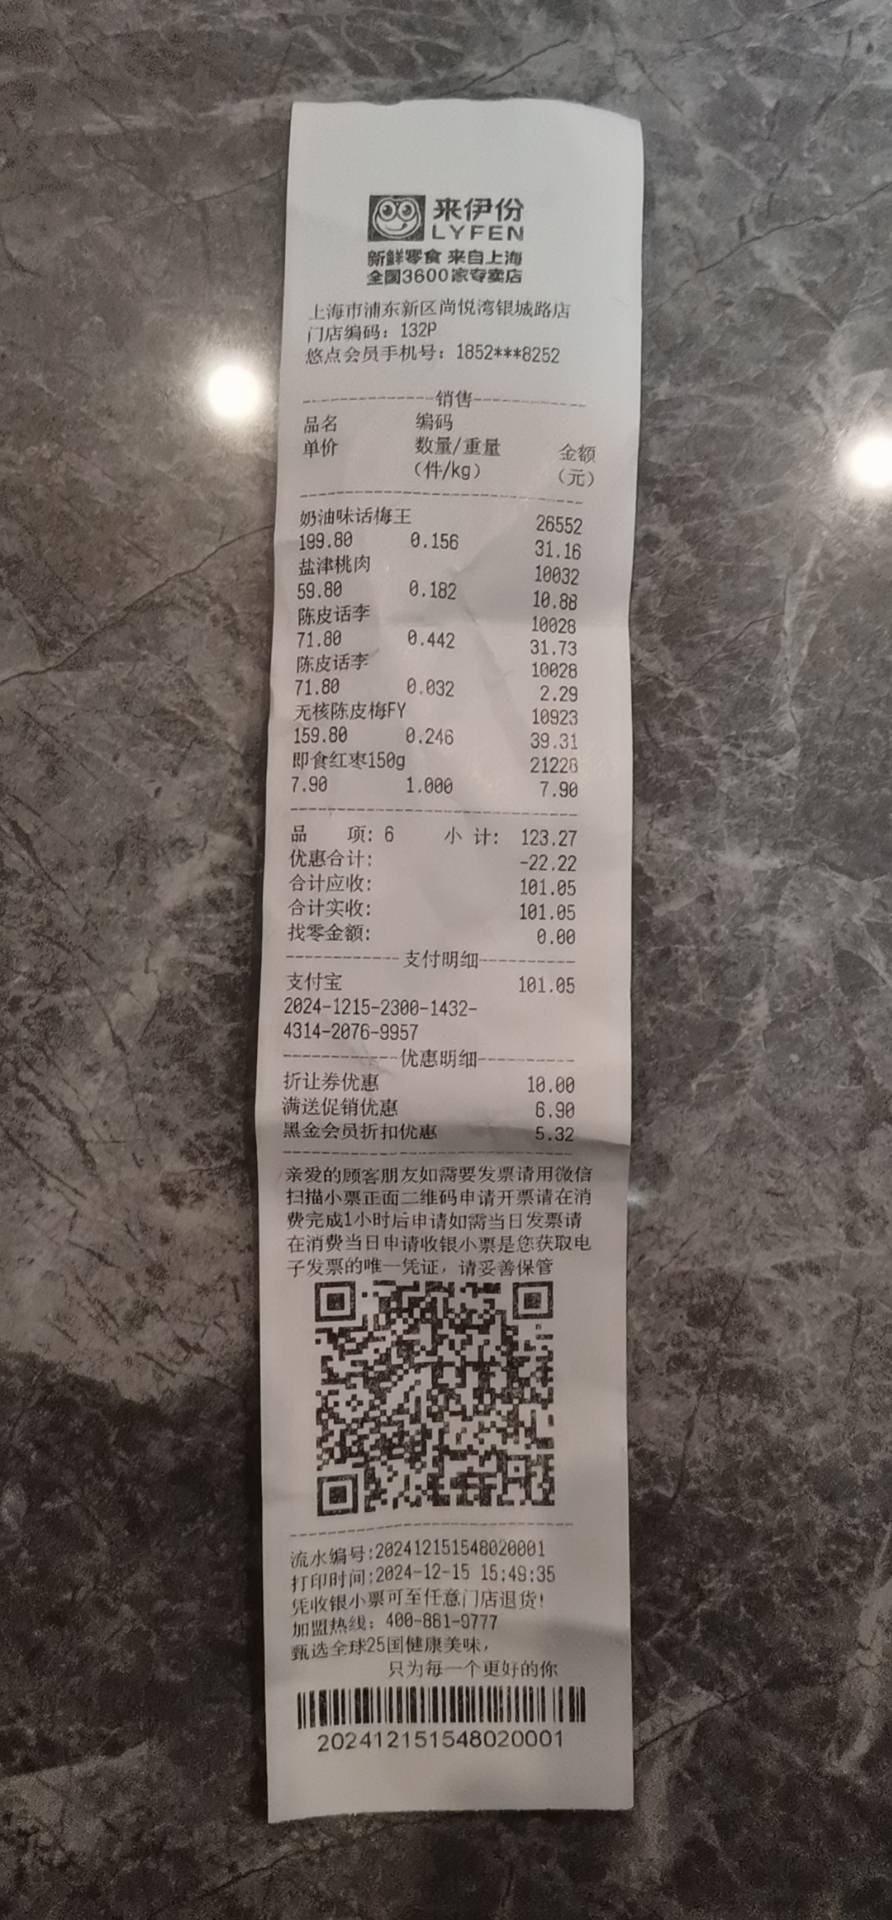 来伊份
LYFEN
新鲜零食 来自上海
全国3600家专卖店
上海市浦东新区尚悦湾银城路店
门店编码：132P
悠点会员手机号：1852***8252
---------------销售---------------
品名 编码
单价 数量/重量 金额
（件/kg） （元）
奶油味话梅王 26552
199.80 0.156 31.16
盐津桃肉 10032
59.80 0.182 10.88
陈皮话李 10028
71.80 0.442 31.73
陈皮话李 10028
71.80 0.032 2.29
无核陈皮梅FY 10923
159.80 0.246 39.31
即食红枣150g 21228
7.90 1.000 7.90
品 项: 6 小 计: 123.27
优惠合计: -22.22
合计应收: 101.05
合计实收: 101.05
找零金额: 0.00
-------------支付明细-----------
支付宝 101.05
2024-1215-2300-1432-
4314-2076-9957
-------------优惠明细-----------
折让券优惠 10.00
满送促销优惠 6.90
黑金会员折扣优惠 5.32
亲爱的顾客朋友如需要发票请用微信
扫描小票正面二维码申请开票请在消
费完成1小时后申请如需当日发票请
在消费当日申请收银小票是您获取电
子发票的唯一凭证，请妥善保管
流水编号:202412151548020001
打印时间:2024-12-15 15:49:35
凭收银小票可至任意门店退货!
加盟热线：400-881-9777
甄选全球25国健康美味，
只为每一个更好的你
202412151548020001